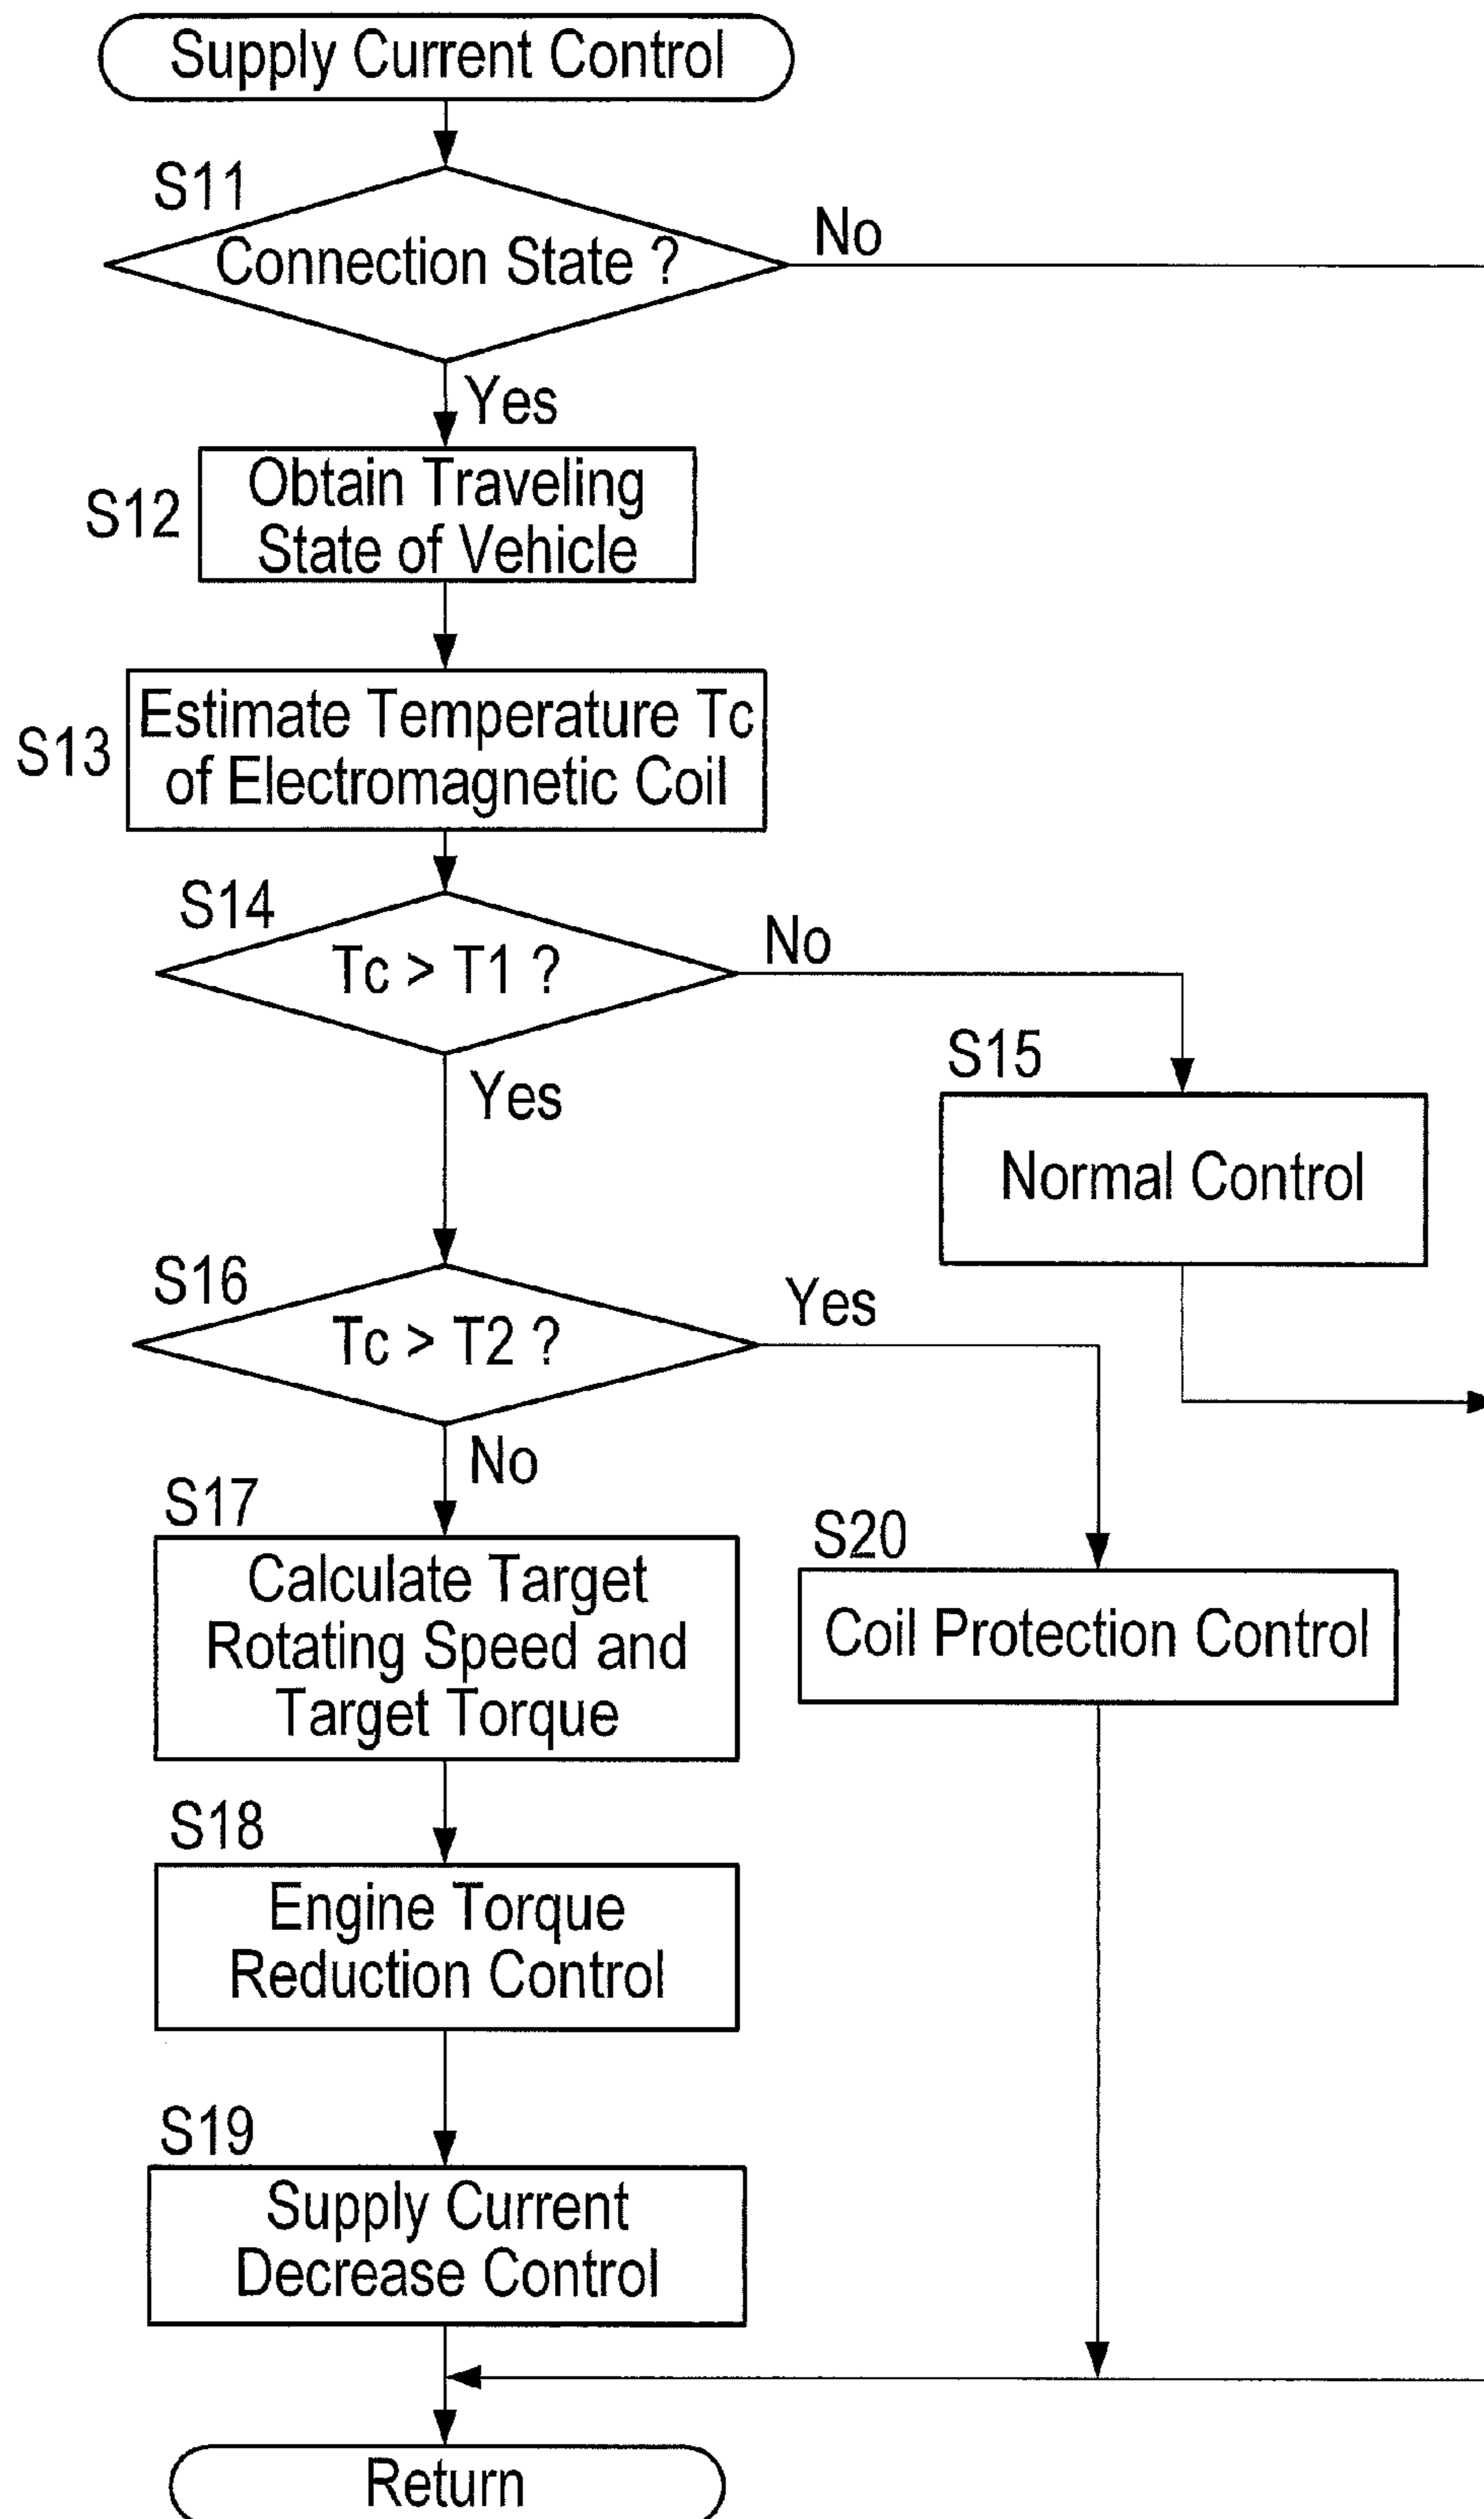 Supply Current Control
S11
Connection State ?
No
Yes
S12
Obtain Traveling
State of Vehicle
S13
Estimate Temperature Tc
of Electromagnetic Coil
S14
Tc > T1 ?
No
Yes
S15
Normal Control
S16
Tc > T2 ?
Yes
No
S17
Calculate Target
Rotating Speed and
Target Torque
S20
Coil Protection Control
S18
Engine Torque
Reduction Control
S19
Supply Current
Decrease Control
Return